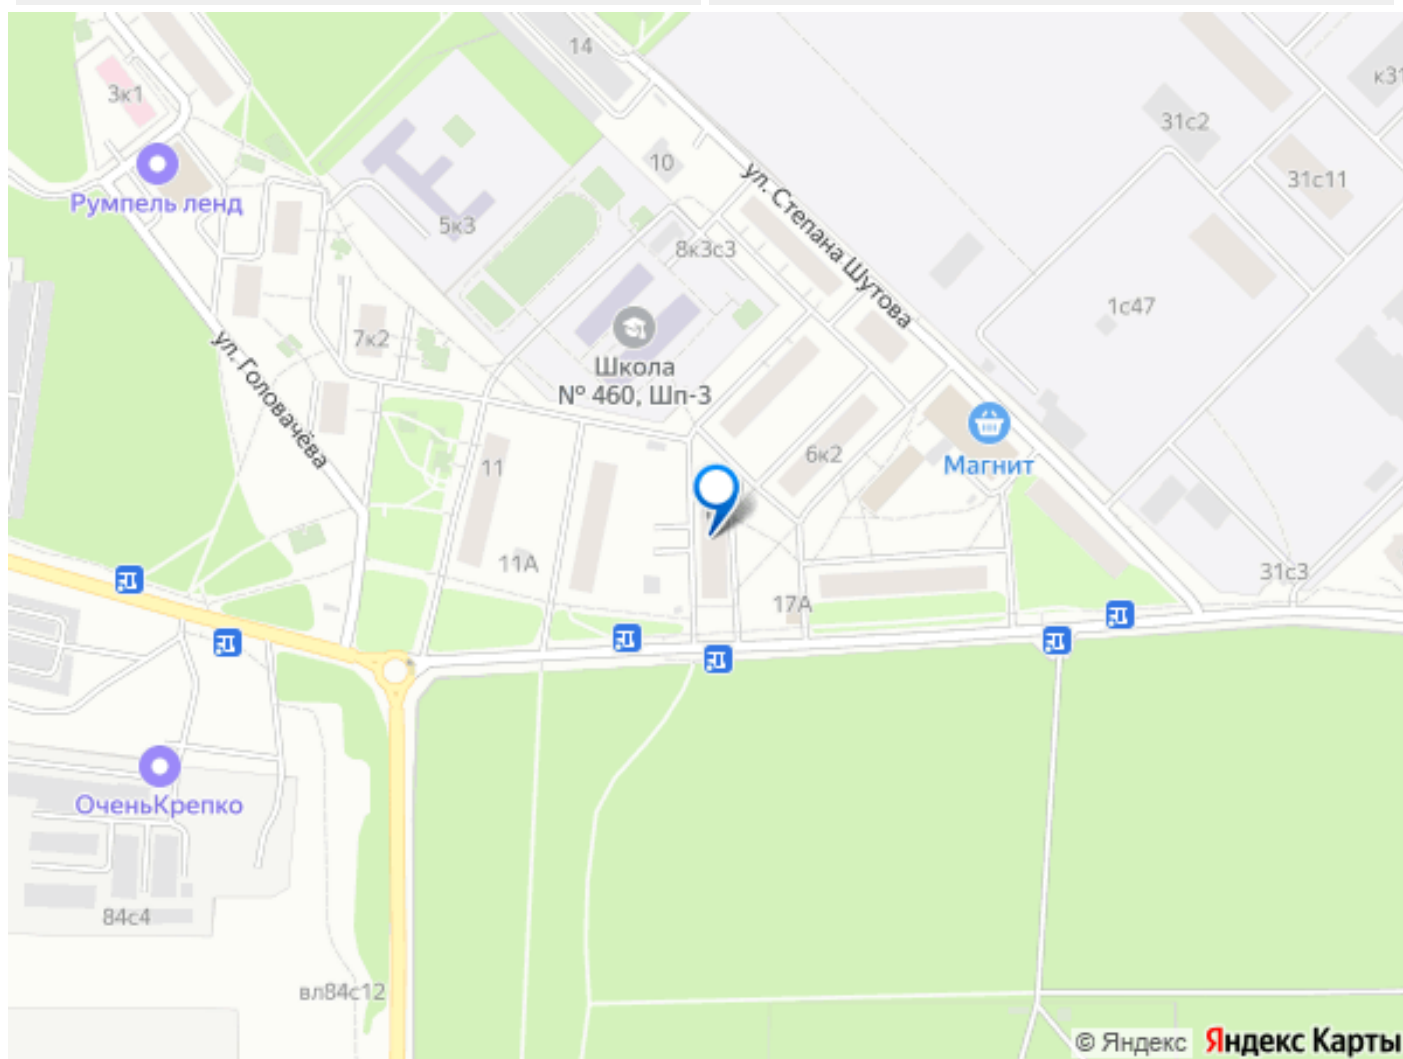 14
3к1
к31
31с2
10
31с11
Румпель ленд
ул. Степана Шутова
5к3
8к3с3
1с47
7к2
ул. Головачёва
Школа
№ 460, Шп-3
6к2
Магнит
11
11А
31с3
17А
ОченьКрепко
84с4
вл84с12
© Яндекс Яндекс Карты